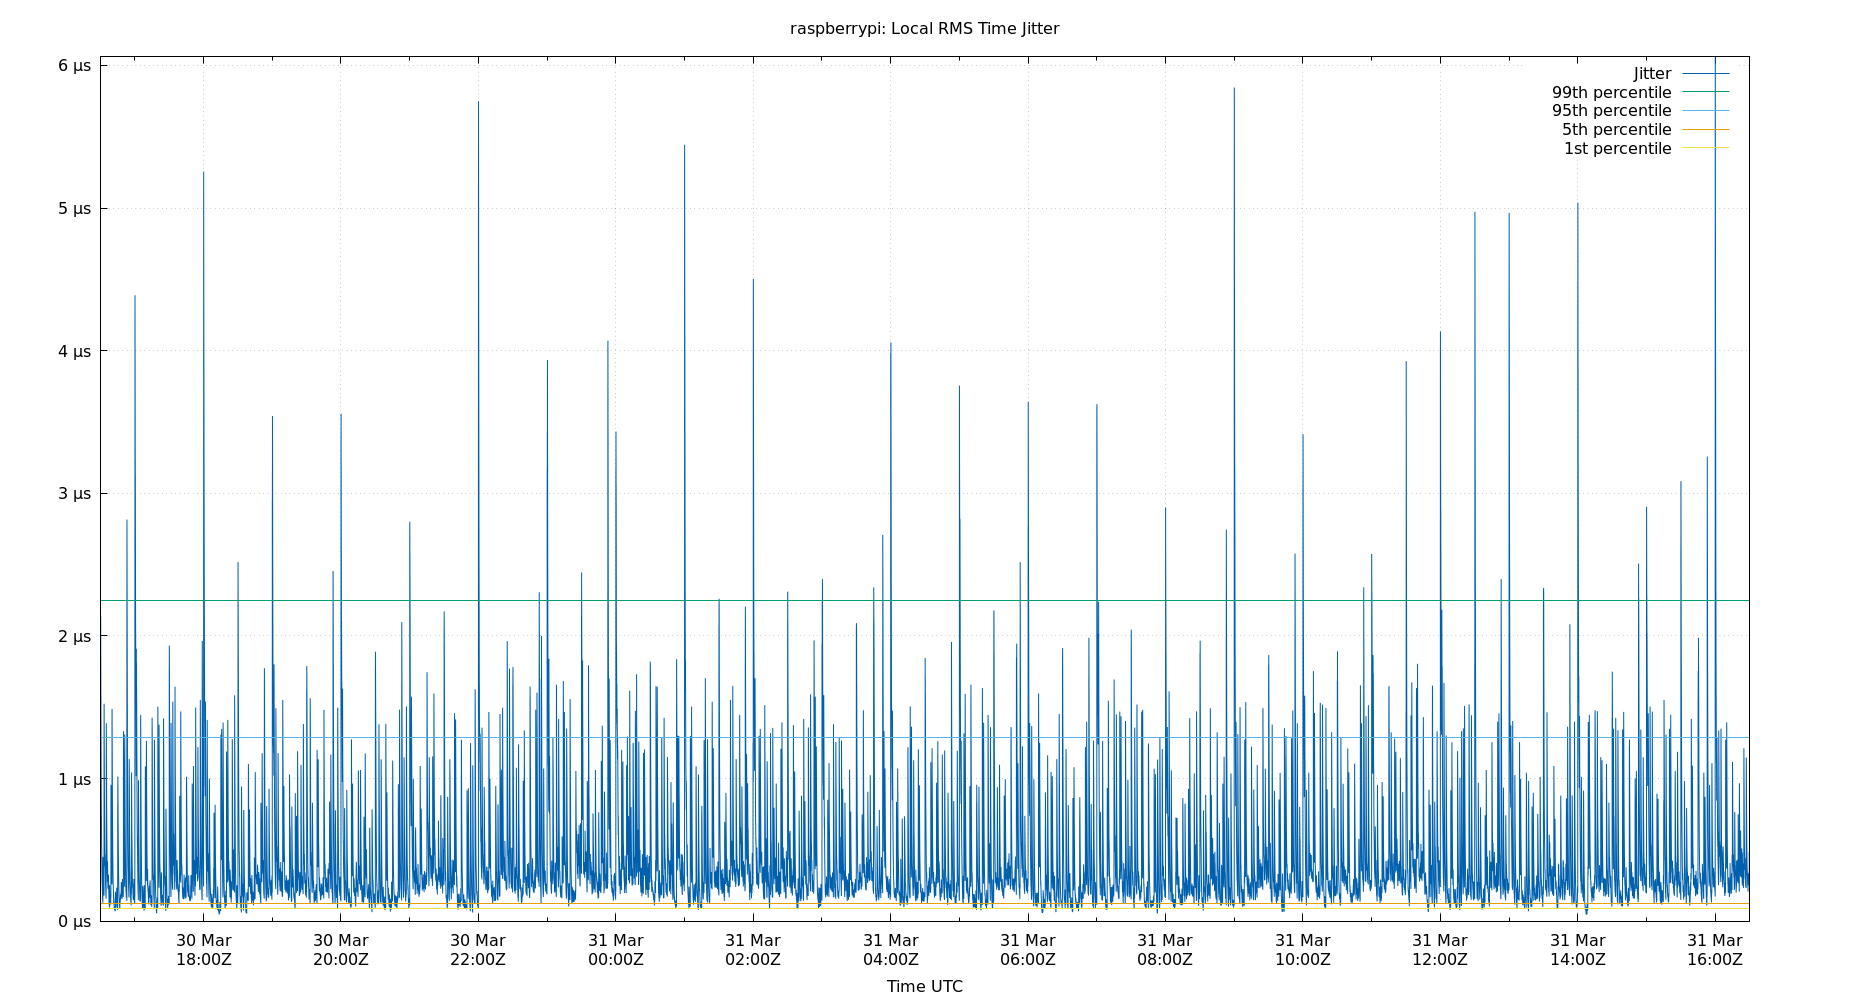 raspberrypi: Local RMS Time Jitter
6 µs
5 µs
4 µs
3 µs
2 µs
1 µs
0 µs
Jitter
99th percentile
95th percentile
5th percentile
1st percentile
30 Mar
18:00Z
30 Mar
20:00Z
30 Mar
22:00Z
31 Mar
00:00Z
31 Mar
02:00Z
31 Mar
04:00Z
31 Mar
06:00Z
31 Mar
08:00Z
31 Mar
10:00Z
31 Mar
12:00Z
31 Mar
14:00Z
31 Mar
16:00Z
Time UTC